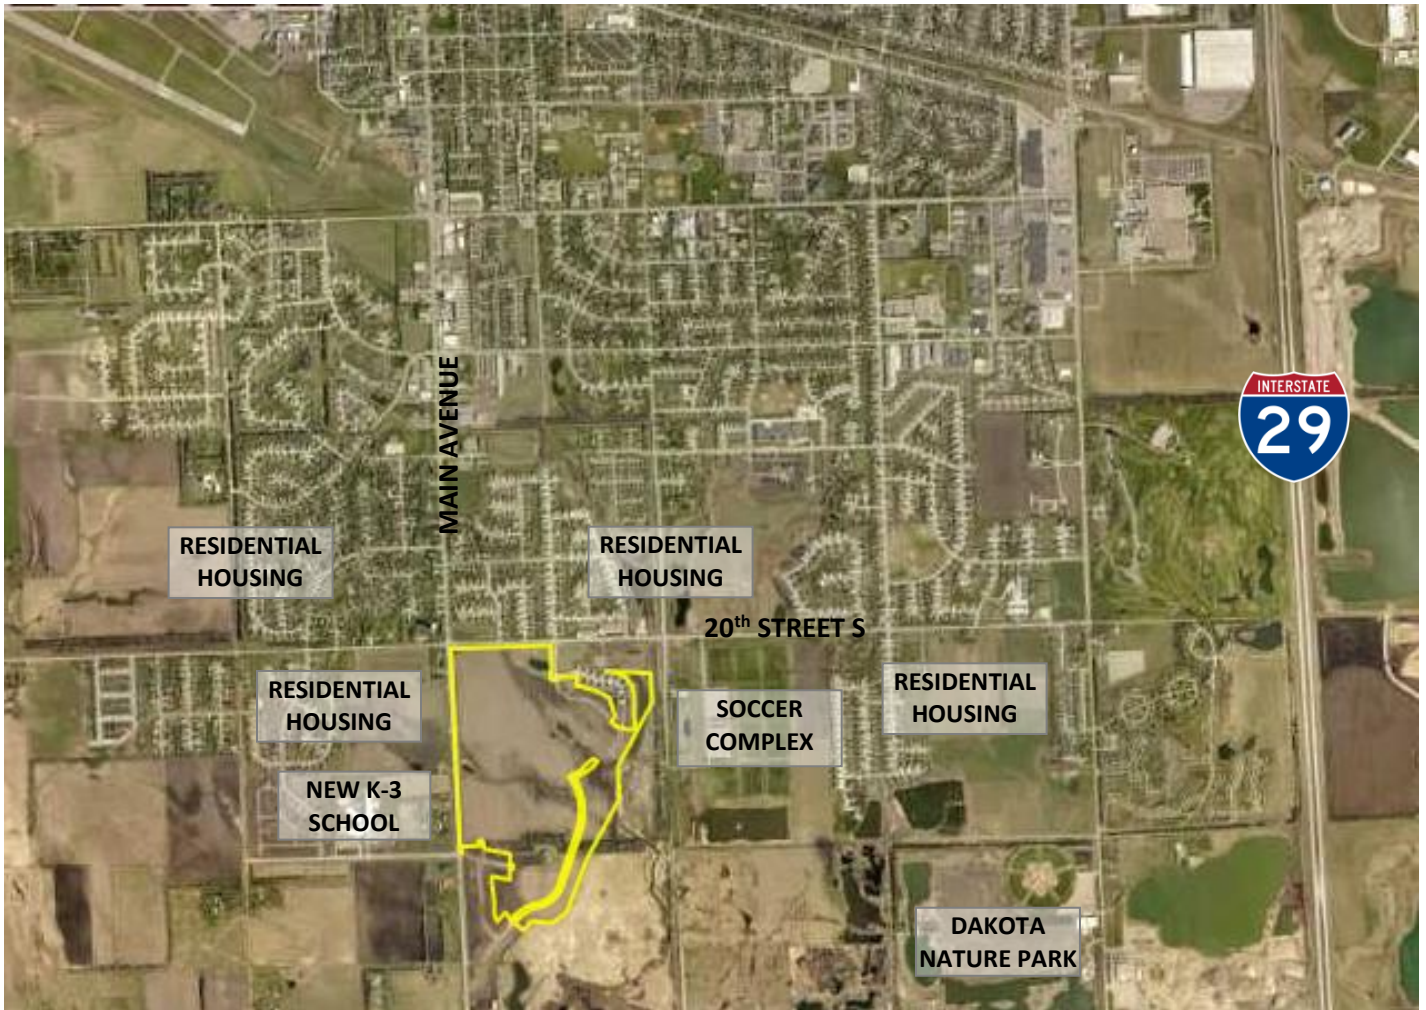 INTERSTATE
29
MAIN AVENUE
RESIDENTIAL
HOUSING
RESIDENTIAL
HOUSING
20th STREET S
RESIDENTIAL
HOUSING
SOCCER
COMPLEX
RESIDENTIAL
HOUSING
NEW K-3
SCHOOL
DAKOTA
NATURE PARK